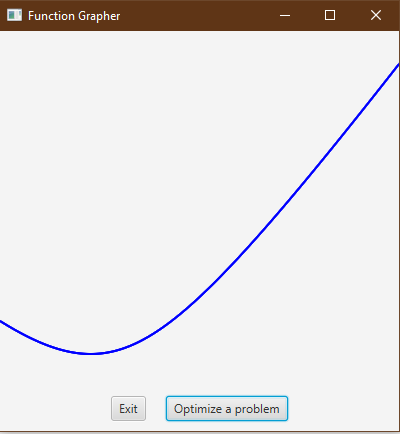 Function Grapher
Exit
Optimize a problem